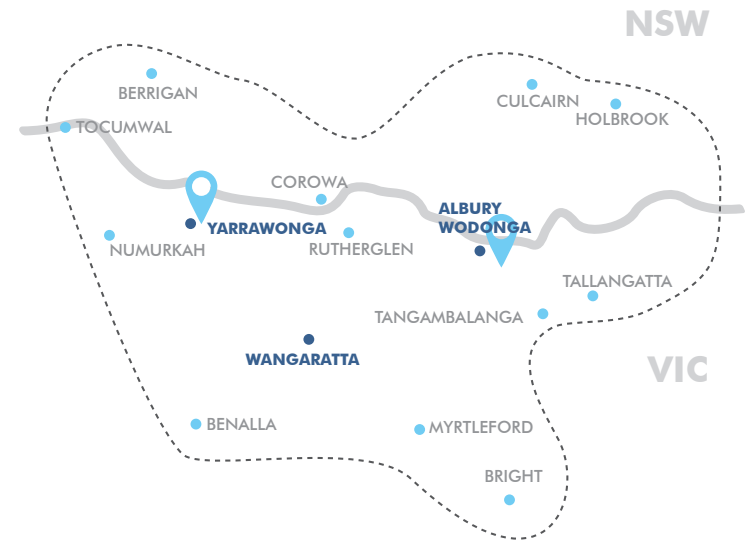 NSW
BERRIGAN
CULCAIRN
HOLBROOK
TOCUMWAL
COROWA
ALBURY
WODONGA
YARRAWONGA
NUMURKAH
RUTHERGLEN
TALLANGATTA
TANGAMBALANGA
WANGARATTA
VIC
BENALLA
MYRTLEFORD
BRIGHT